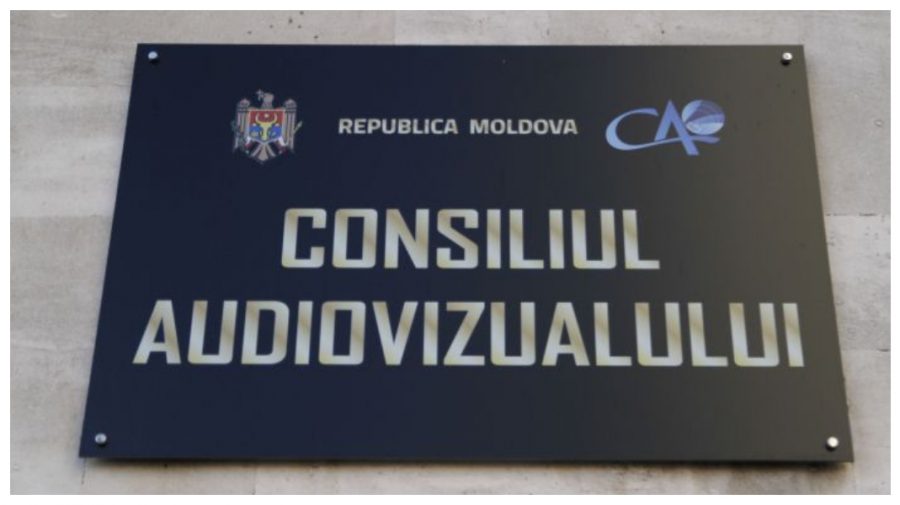 REPUBLICA MOLDOVA CA
CONSILIUL
AUDIOVIZUALULUI